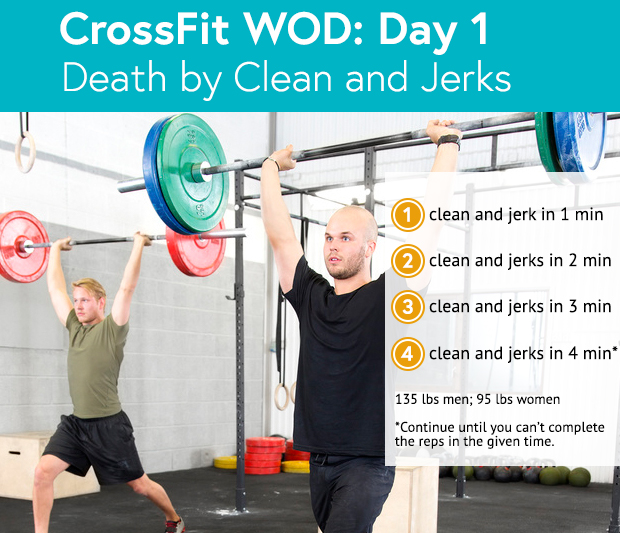 CrossFit WOD: Day 1
Death by Clean and Jerks
1 clean and jerk in 1 min
2 clean and jerks in 2 min
3 clean and jerks in 3 min
4 clean and jerks in 4 min*
135 lbs men; 95 lbs women
*Continue until you can't complete
the reps in the given time.